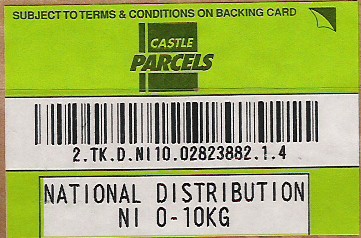 SUBJECT TO TERMS & CONDITIONS ON BACKING CARD
CASTLE
PARCELS
2.TK.D.NI10.02823882.1.4
NATIONAL DISTRIBUTION
NI 0-10KG